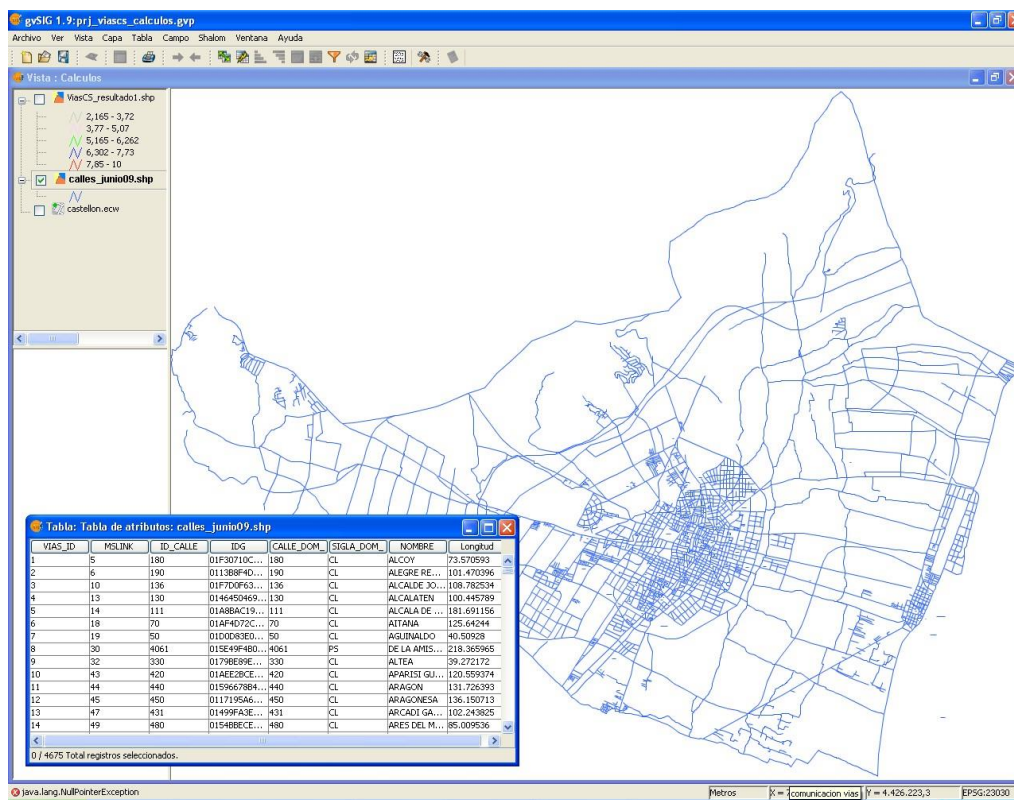 gvSIG 1.9:prj_viascs_calculos.gvp
Archivo Ver Vista Capa Tabla Campo Shalom Ventana Ayuda
Vista : Calculos
ViasCS_resultado1.shp
2,165 - 3,72
3,77 - 5,07
5,165 - 6,262
6,302 - 7,73
7,85 - 10
calles_junio09.shp
castellon.ecw
Tabla: Tabla de atributos: calles_junio09.shp
VIAS_ID MSLINK ID_CALLE IDG CALLE_DOM_ SIGLA_DOM_ NOMBRE Longitud
1 5 180 01F30710C... 180 CL ALCOY 73.570593
2 6 190 0113B8F4D... 190 CL ALEGRE RE... 101.470396
3 10 136 01F7D0F63... 136 CL ALCALDE JO... 108.782534
4 13 130 0146450469... 130 CL ALCALATEN 100.445789
5 14 111 01A8BAC19... 111 CL ALCALA DE ... 181.691156
6 18 70 01AF4D72C... 70 CL AITANA 125.64244
7 19 50 01D0D83E0... 50 CL AGUINALDO 40.50928
8 30 4061 015E49F4B0... 4061 PS DE LA AMIS... 218.365965
9 32 330 0179BE89E... 330 CL ALTEA 39.272172
10 43 420 01AEE2BCE... 420 CL APARISI GU... 120.559374
11 44 440 01596678B4... 440 CL ARAGON 131.726393
12 45 450 0117195A6... 450 CL ARAGONESA 136.150713
13 47 431 01499FA3E... 431 CL ARCADI GA... 102.243825
14 49 480 0154BBECE... 480 CL ARES DEL M... 85.009536
0 / 4675 Total registros seleccionados.
java.lang.NullPointerException
Metros X = 7 comunicacion vias Y = 4.426.223,3 EPSG:23030